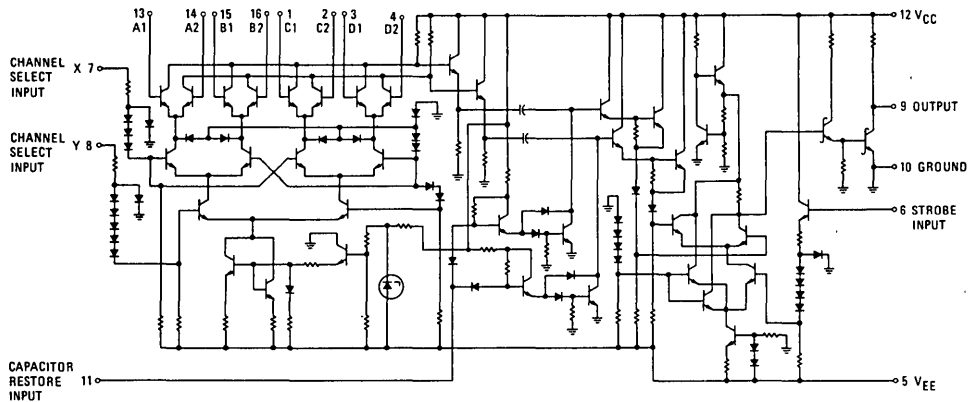 13 14 15 16 1 2 3 4
A1 A2 B1 B2 C1 C2 D1 D2
12 VCC
CHANNEL
SELECT X 7
INPUT
9 OUTPUT
CHANNEL
SELECT Y 8
INPUT
10 GROUND
6 STROBE
INPUT
CAPACITOR
RESTORE 11
INPUT
5 VEE